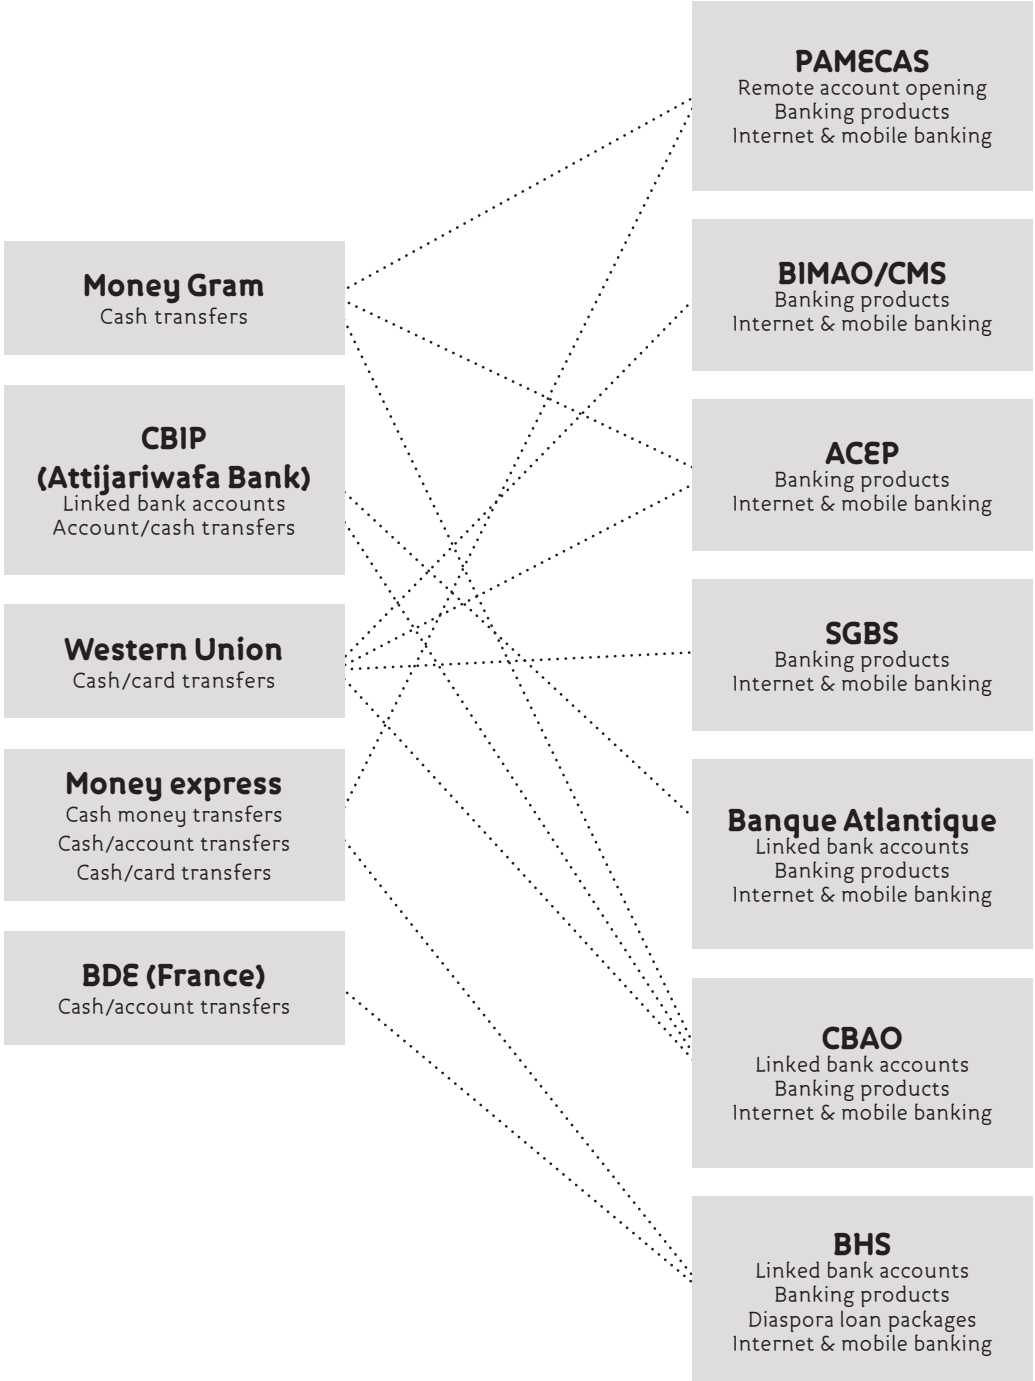 Money Gram
Cash transfers
CBIP
(Attijariwafa Bank)
Linked bank accounts
Account/cash transfers
Western Union
Cash/card transfers
Money express
Cash money transfers
Cash/account transfers
Cash/card transfers
BDE (France)
Cash/account transfers
PAMECAS
Remote account opening
Banking products
Internet & mobile banking
BIMAO/CMS
Banking products
Internet & mobile banking
ACEP
Banking products
Internet & mobile banking
SGBS
Banking products
Internet & mobile banking
Banque Atlantique
Linked bank accounts
Banking products
Internet & mobile banking
CBAO
Linked bank accounts
Banking products
Internet & mobile banking
BHS
Linked bank accounts
Banking products
Diaspora loan packages
Internet & mobile banking